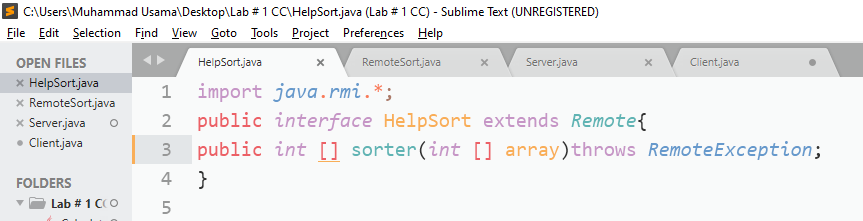 C:\Users\Muhammad Usama\Desktop\Lab # 1 CC\HelpSort.java (Lab # 1 CC) - Sublime Text (UNREGISTERED)
File Edit Selection Find View Goto Tools Project Preferences Help
OPEN FILES
HelpSort.java
RemoteSort.java
Server.java
Client.java
FOLDERS
Lab # 1 C
HelpSort.java RemoteSort.java Server.java Client.java
1 import java.rmi.*;
2 public interface HelpSort extends Remote{
3 public int [] sorter(int [] array)throws RemoteException;
4 }
5